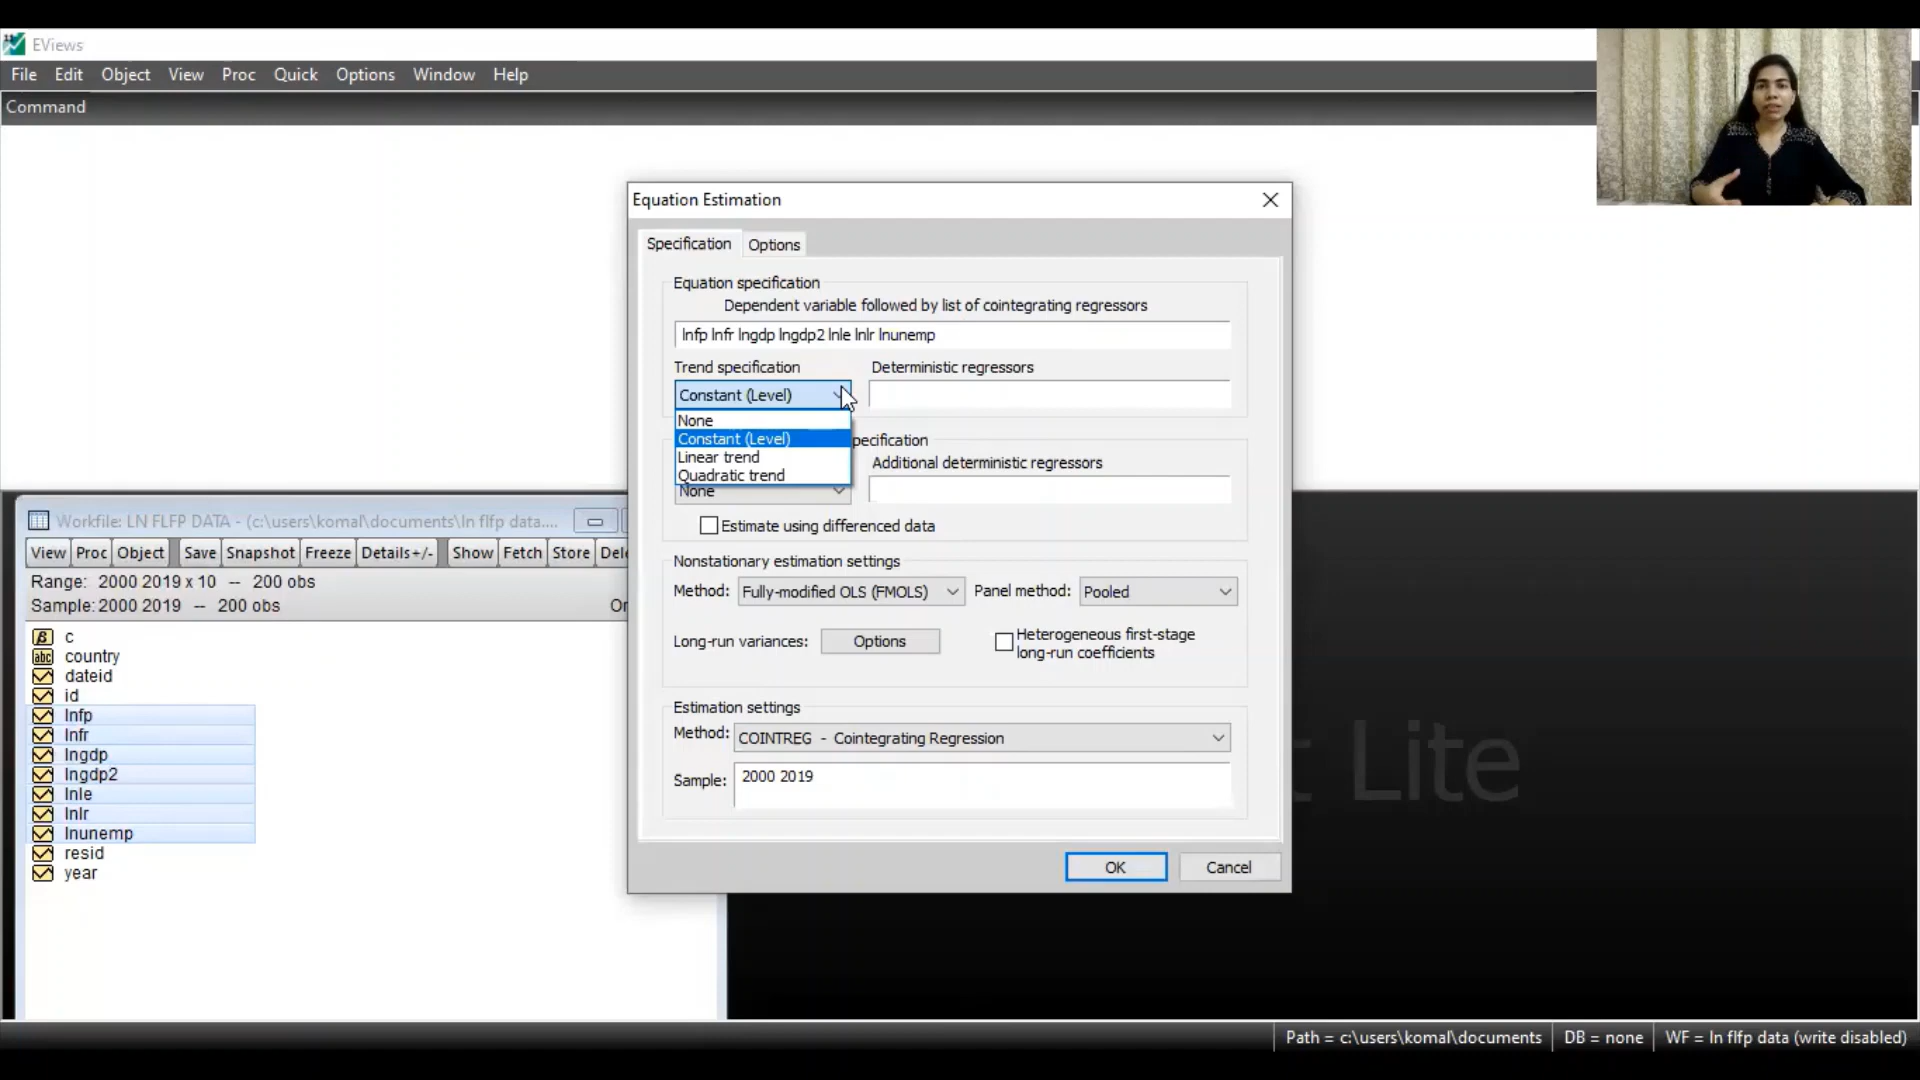 EViews
File Edit Object View Proc Quick Options Window Help
Command
Equation Estimation
Specification Options
Equation specification
Dependent variable followed by list of cointegrating regressors
lnfp lnfr lngdp lngdp2 lnle lnlr lnunemp
Trend specification Deterministic regressors
Constant (Level)
None
Constant (Level) pecification
Linear trend Additional deterministic regressors
Quadratic trend
None
Estimate using differenced data
Nonstationary estimation settings
Method: Fully-modified OLS (FMOLS) Panel method: Pooled
Long-run variances: Options Heterogeneous first-stage
long-run coefficients
Estimation settings
Method: COINTREG - Cointegrating Regression
Sample: 2000 2019
OK Cancel
Workfile: LN FLFP DATA - (c:\users\komal\documents\ln flfp data....
View Proc Object Save Snapshot Freeze Details+/- Show Fetch Store Dele
Range: 2000 2019 x 10 -- 200 obs
Sample: 2000 2019 -- 200 obs
c
country
dateid
id
lnfp
lnfr
lngdp
lngdp2
lnle
lnlr
lnunemp
resid
year
t Lite
Path = c:\users\komal\documents DB = none WF = ln flfp data (write disabled)